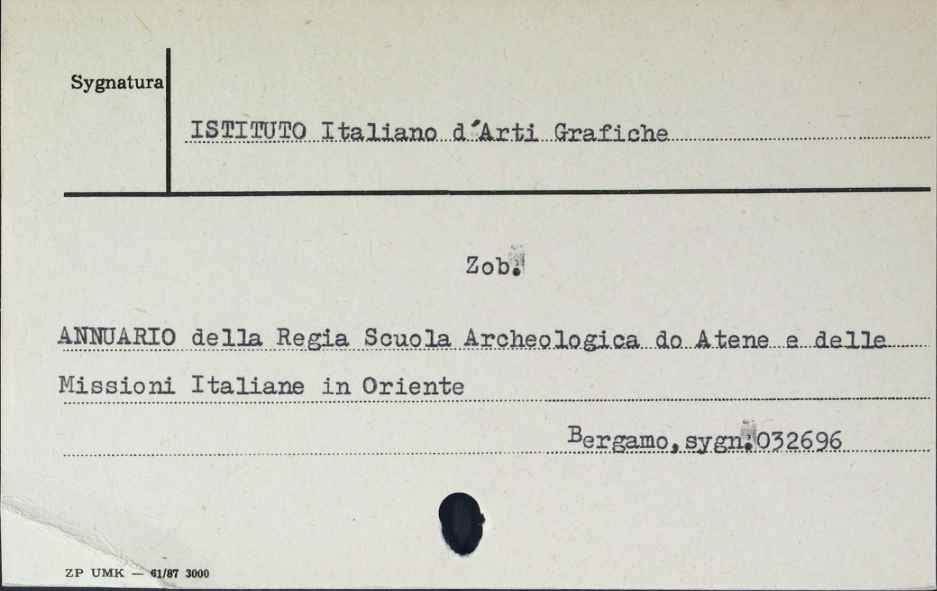 Sygnatura
ISTITUTO Italiano d'Arti Grafiche
Zob.
ANNUARIO della Regia Scuola Archeologica do Atene e delle
Missioni Italiane in Oriente
Bergamo,sygn.032696
ZP UMK — 61/87 3000